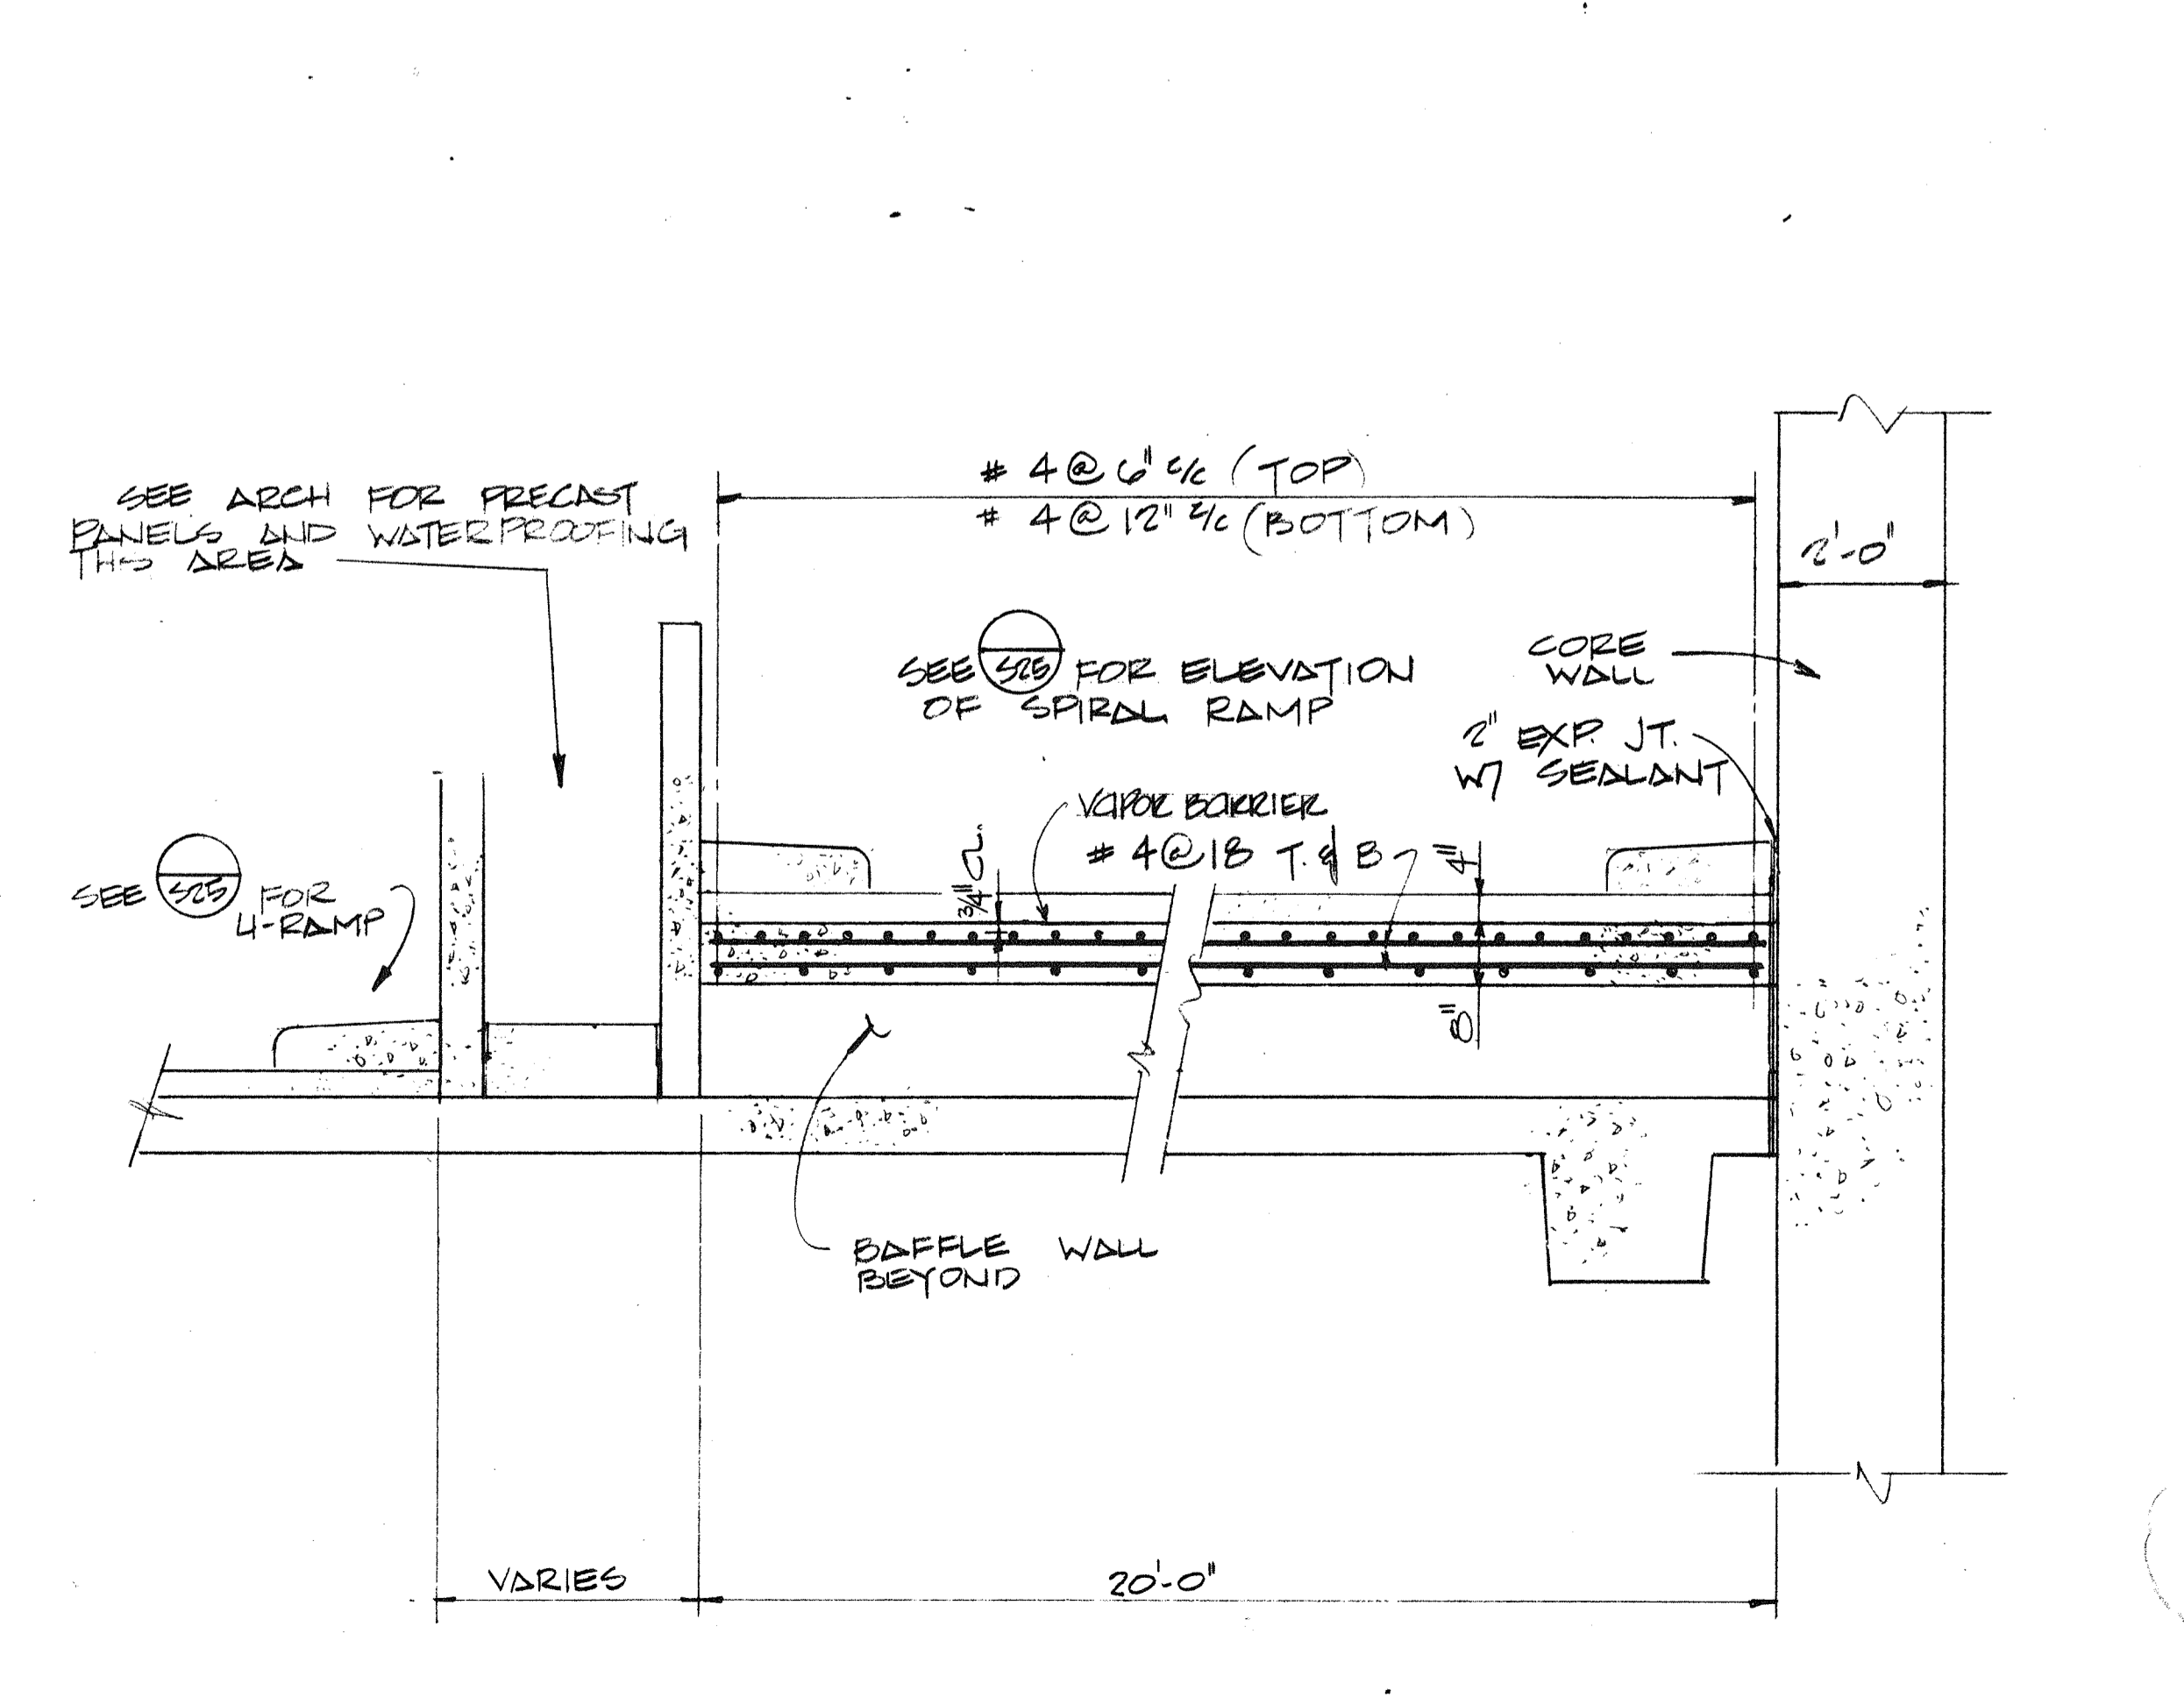 # 4 @ 6" c/c (TOP)
# 4 @ 12" c/c (BOTTOM)
SEE ARCH FOR PRECAST
PANELS AND WATERPROOFING
THIS AREA
2'-0"
SEE S25 FOR ELEVATION
OF SPIRAL RAMP
CORE
WALL
2" EXP. JT.
W/ SEALANT
VAPOR BARRIER
# 4 @ 18 T. & B
4"
3/4" CL.
SEE S25 FOR
4-RAMP
8"
BAFFLE WALL
BEYOND
VARIES
20'-0"